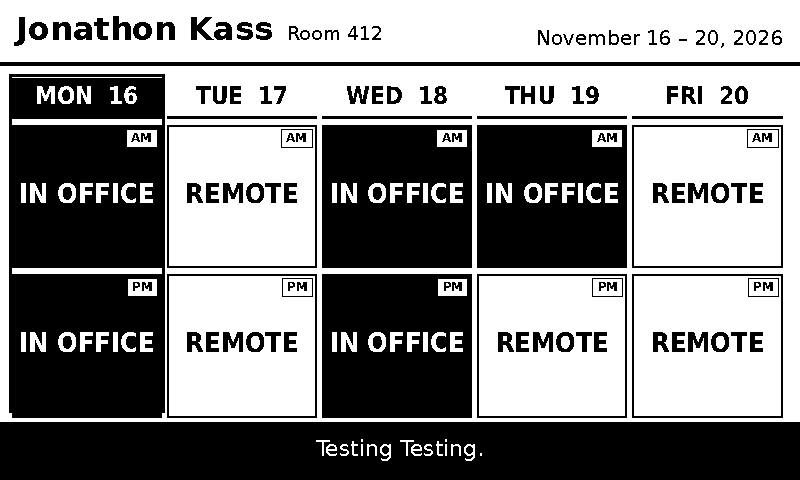 Jonathon Kass Room 412
November 16 – 20, 2026
MON 16 TUE 17 WED 18 THU 19 FRI 20
AM AM AM AM AM
IN OFFICE REMOTE IN OFFICE IN OFFICE REMOTE
PM PM PM PM PM
IN OFFICE REMOTE IN OFFICE REMOTE REMOTE
Testing Testing.